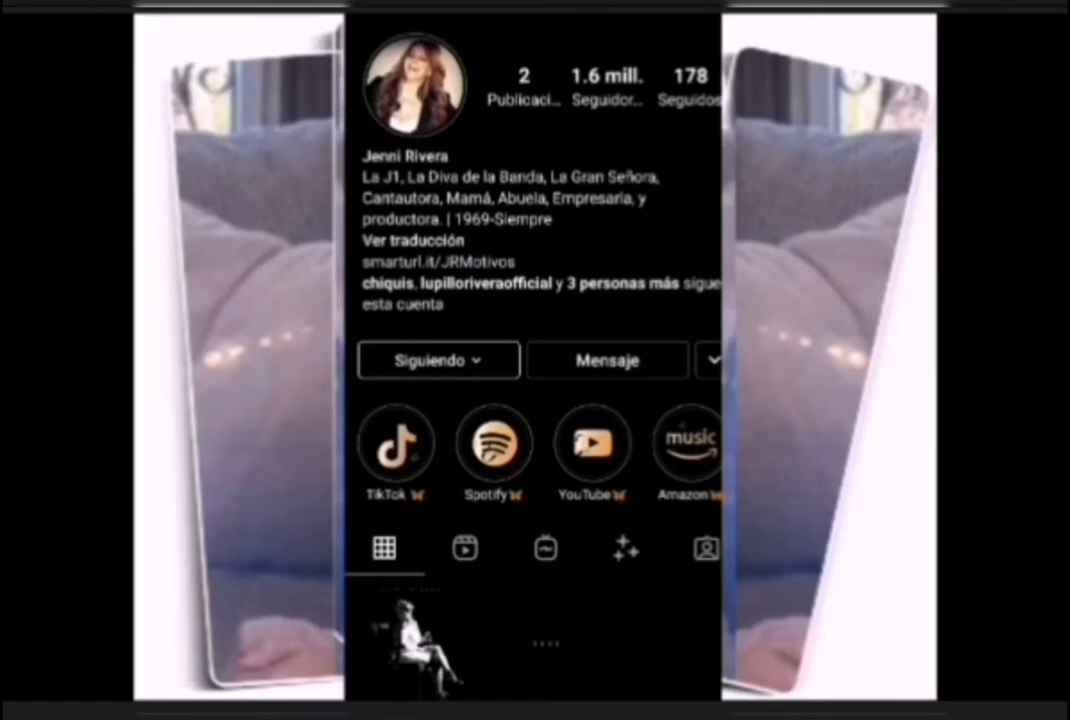 2 1.6 mill. 178
Publicaci... Seguidor... Seguidos
Jenni Rivera
La J1, La Diva de la Banda, La Gran Señora,
Cantautora, Mamá, Abuela, Empresaria, y
productora. | 1969-Siempre
Ver traducción
smarturl.it/JRMotivos
chiquis, lupilloriveraofficial y 3 personas más sigue
esta cuenta
Siguiendo Mensaje
music
TikTok Spotify YouTube Amazon